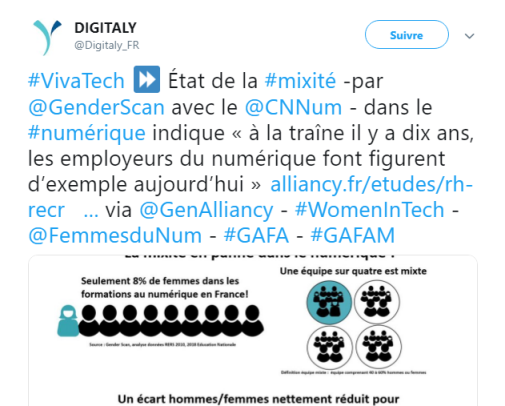 DIGITALY
@Digitaly_FR
Suivre
#VivaTech ⏩ État de la #mixité -par
@GenderScan avec le @CNNum - dans le
#numérique indique « à la traîne il y a dix ans,
les employeurs du numérique font figurent
d'exemple aujourd'hui » alliancy.fr/etudes/rh-
recr ... via @GenAlliancy - #WomenInTech -
@FemmesduNum - #GAFA - #GAFAM
La mixité en panne dans le numérique ?
Seulement 8% de femmes dans les
formations au numérique en France!
Source : Gender Scan, analyse données RERS 2018, 2019 Education Nationale
Une équipe sur quatre est mixte
Définition équipe mixte : équipe comprenant 40 à 60% hommes ou femmes
Un écart hommes/femmes nettement réduit pour